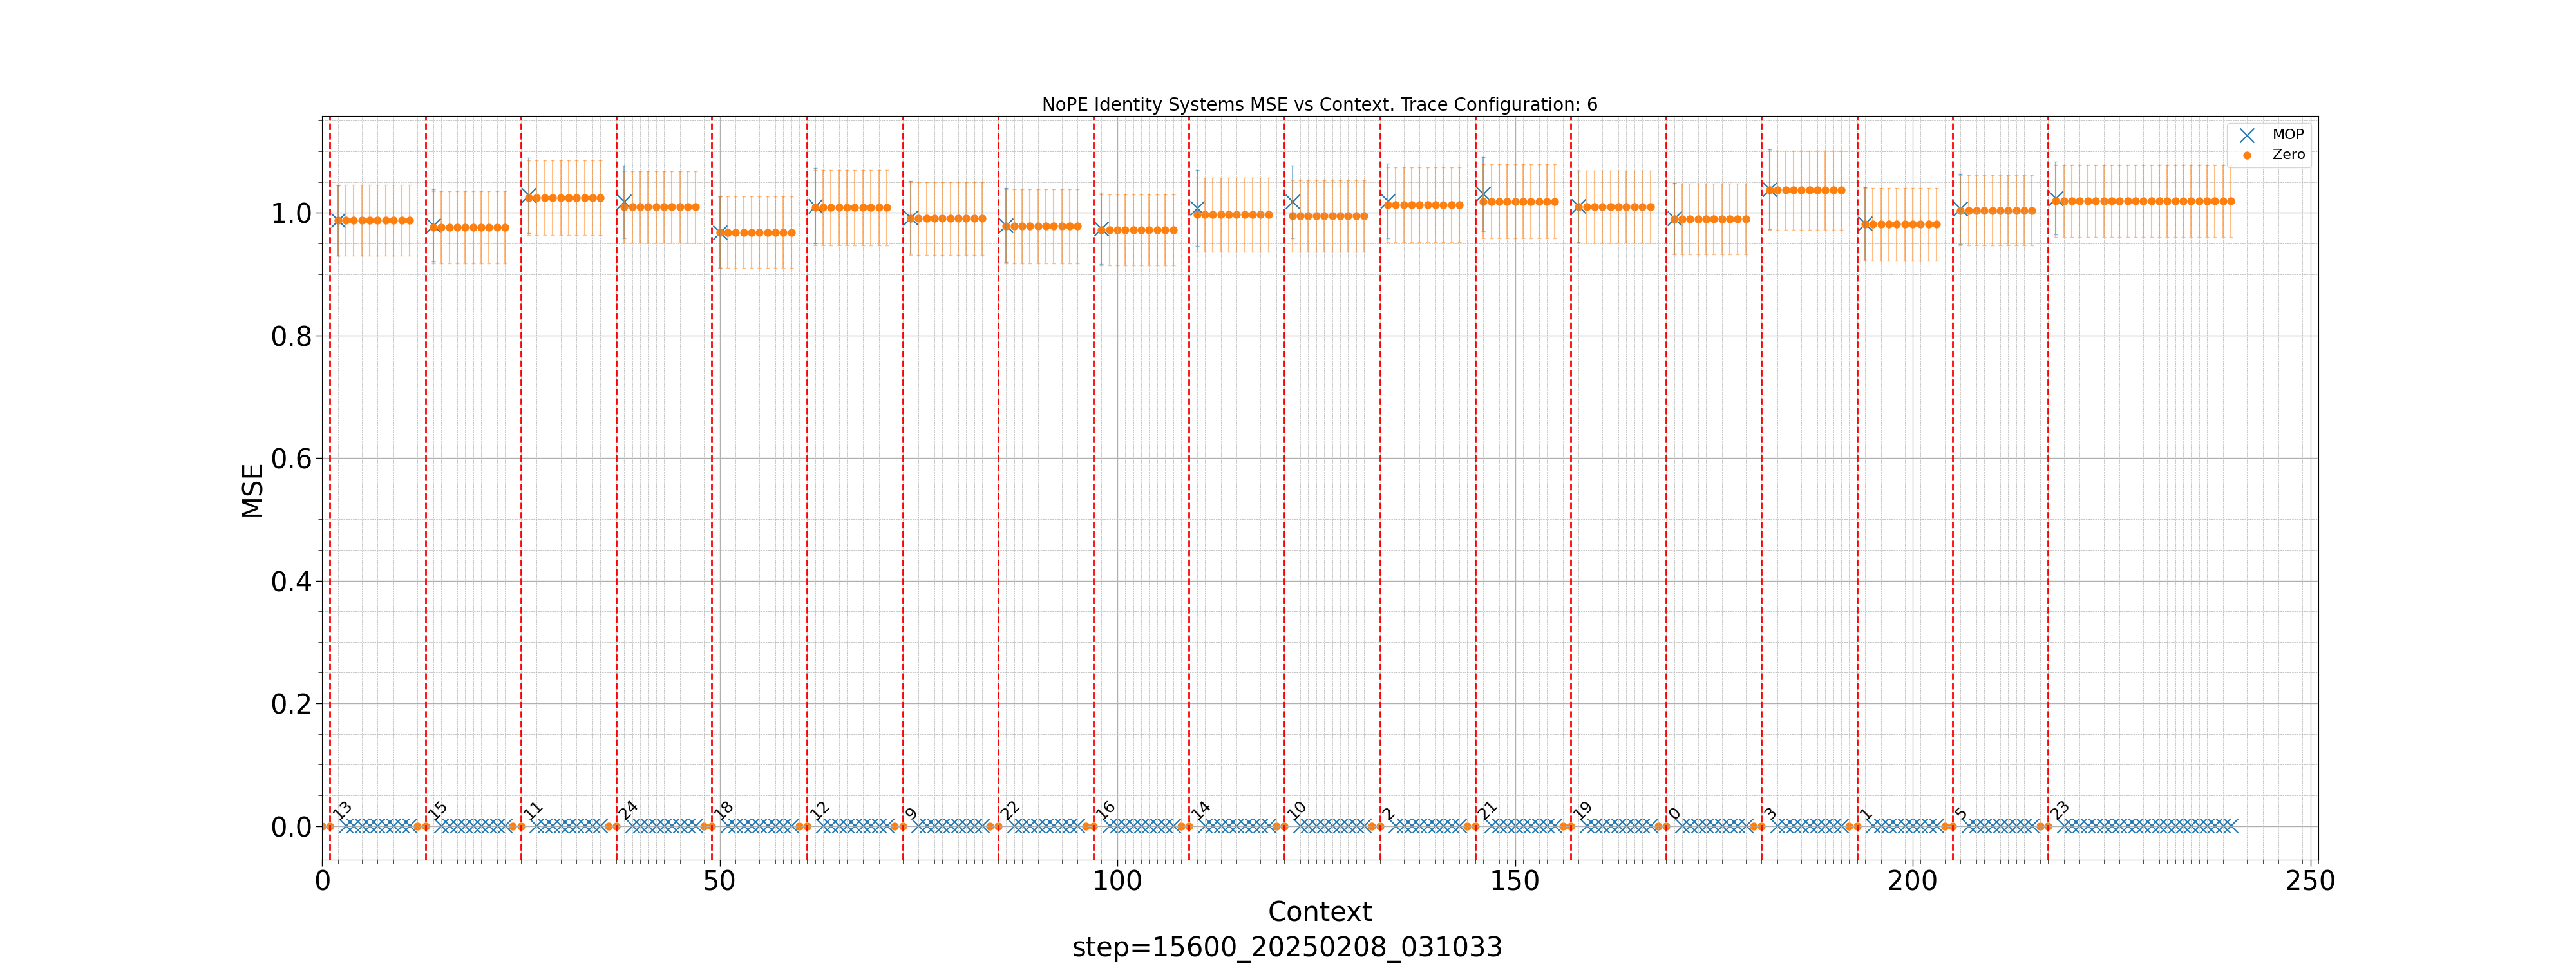 NoPE Identity Systems MSE vs Context. Trace Configuration: 6
MOP
Zero
MSE
1.0
0.8
0.6
0.4
0.2
0.0
13 15 11 24 18 12 9 22 16 14 10 2 21 19 0 3 1 5 23
0 50 100 150 200 250
Context
step=15600_20250208_031033